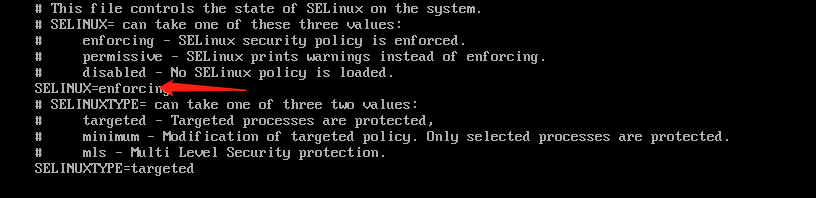 # This file controls the state of SELinux on the system.
# SELINUX= can take one of these three values:
#     enforcing - SELinux security policy is enforced.
#     permissive - SELinux prints warnings instead of enforcing.
#     disabled - No SELinux policy is loaded.
SELINUX=enforcing
# SELINUXTYPE= can take one of three two values:
#     targeted - Targeted processes are protected,
#     minimum - Modification of targeted policy. Only selected processes are protected.
#     mls - Multi Level Security protection.
SELINUXTYPE=targeted